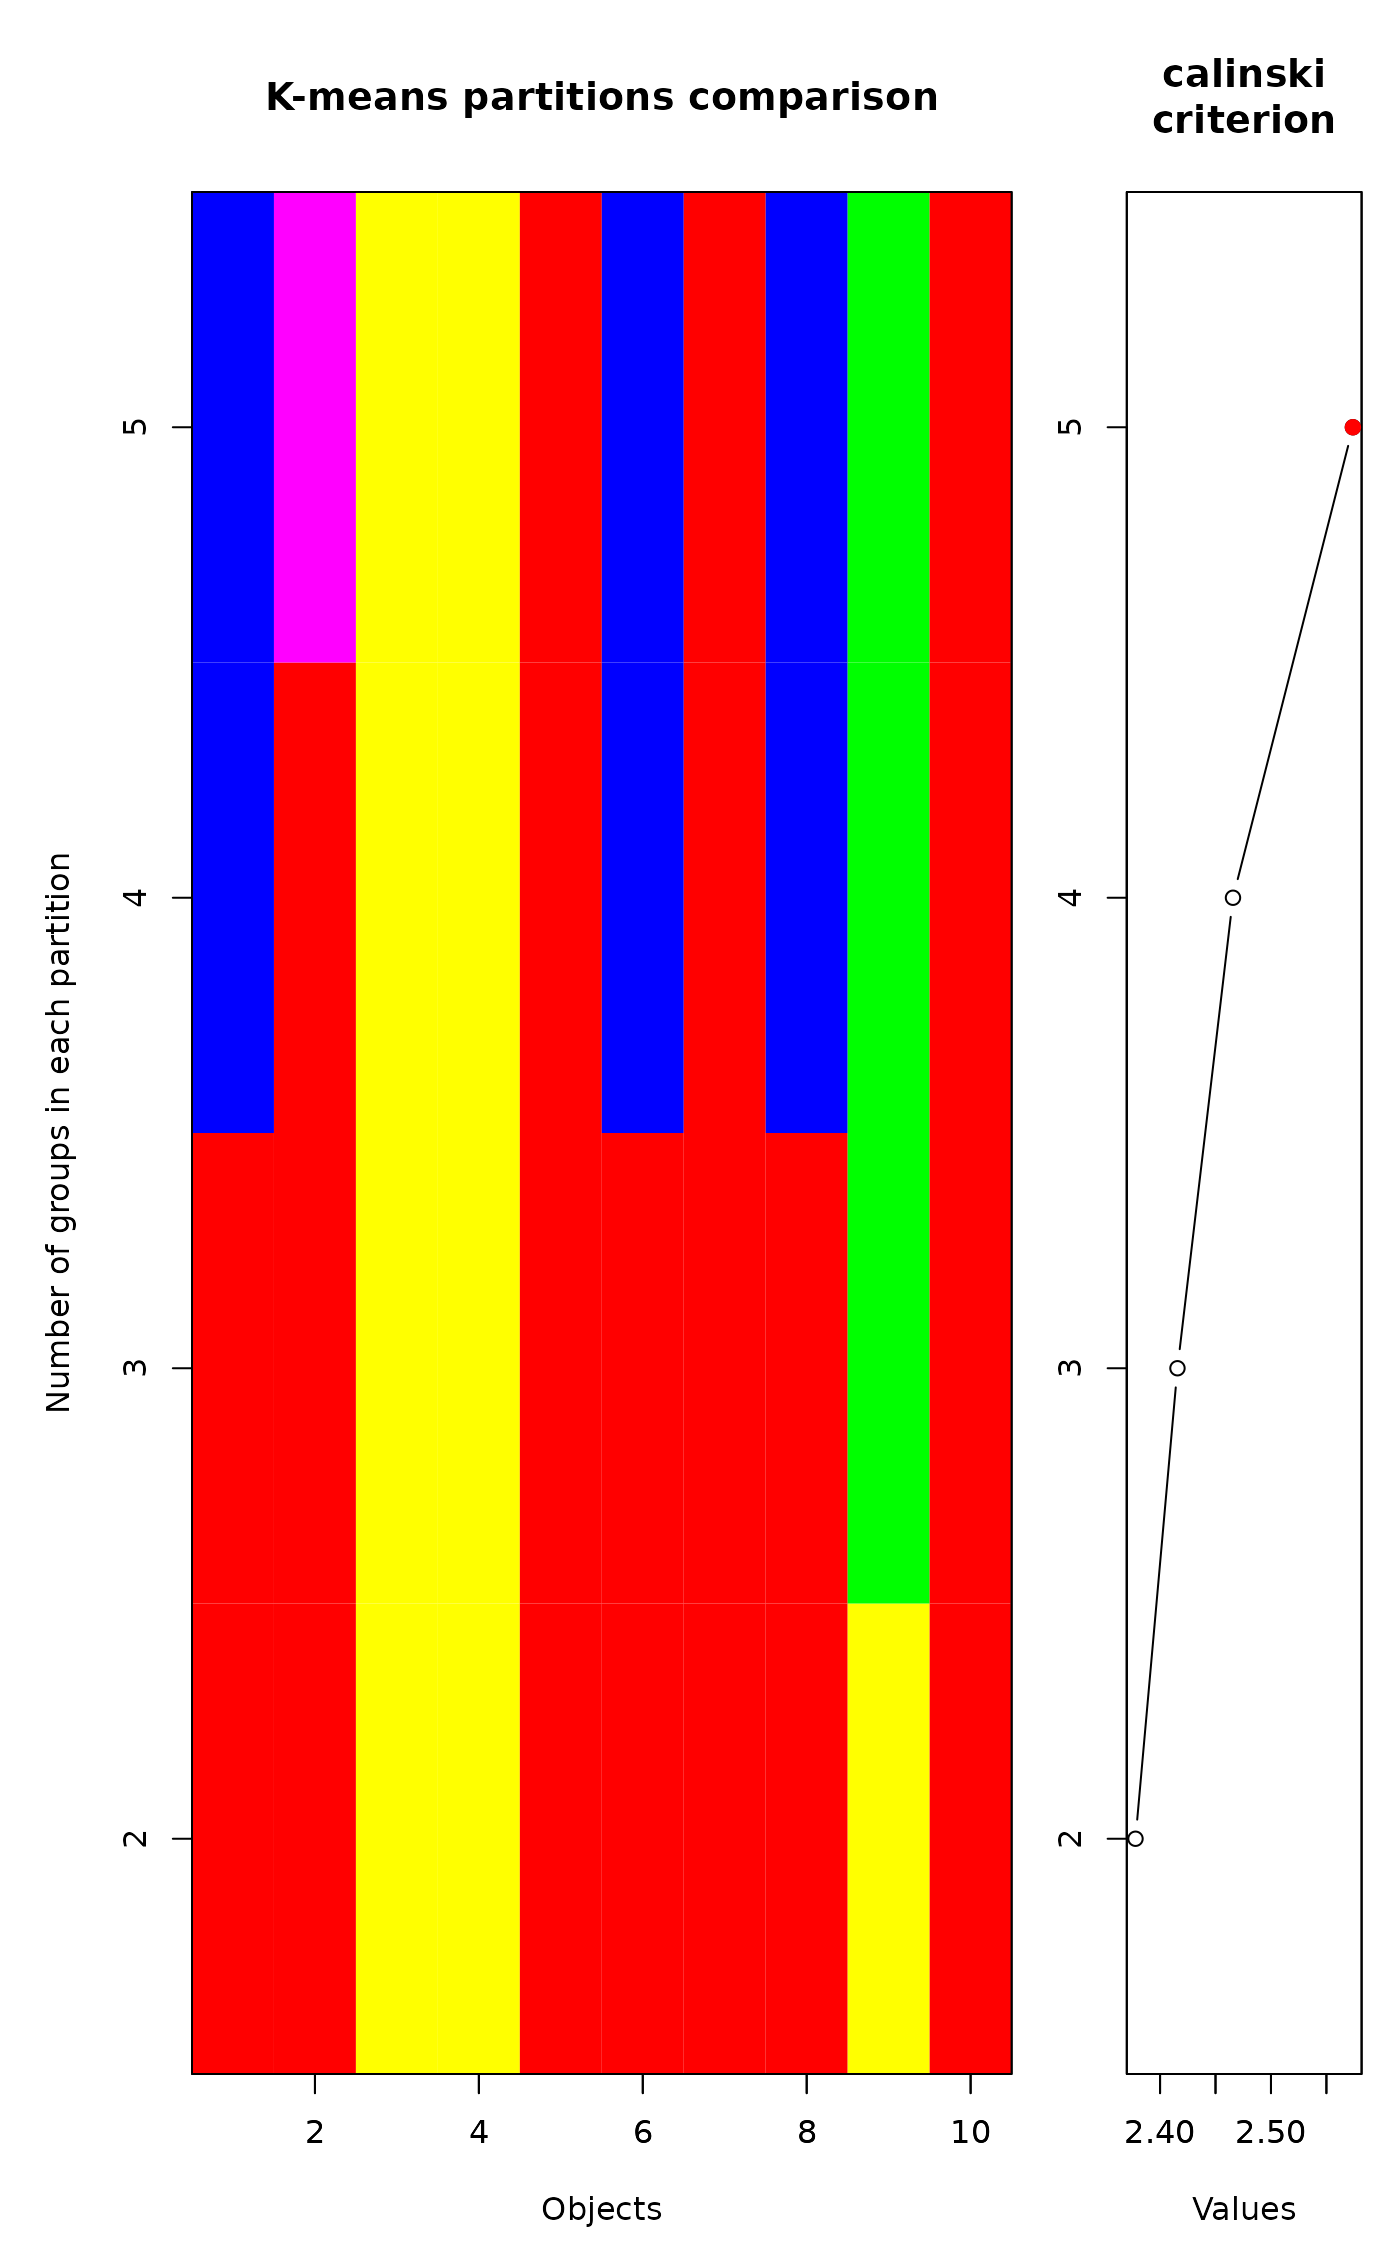 K-means partitions comparison
calinski
criterion
Number of groups in each partition
5
4
3
2
2 4 6 8 10
Objects
5
4
3
2
2.40 2.50
Values